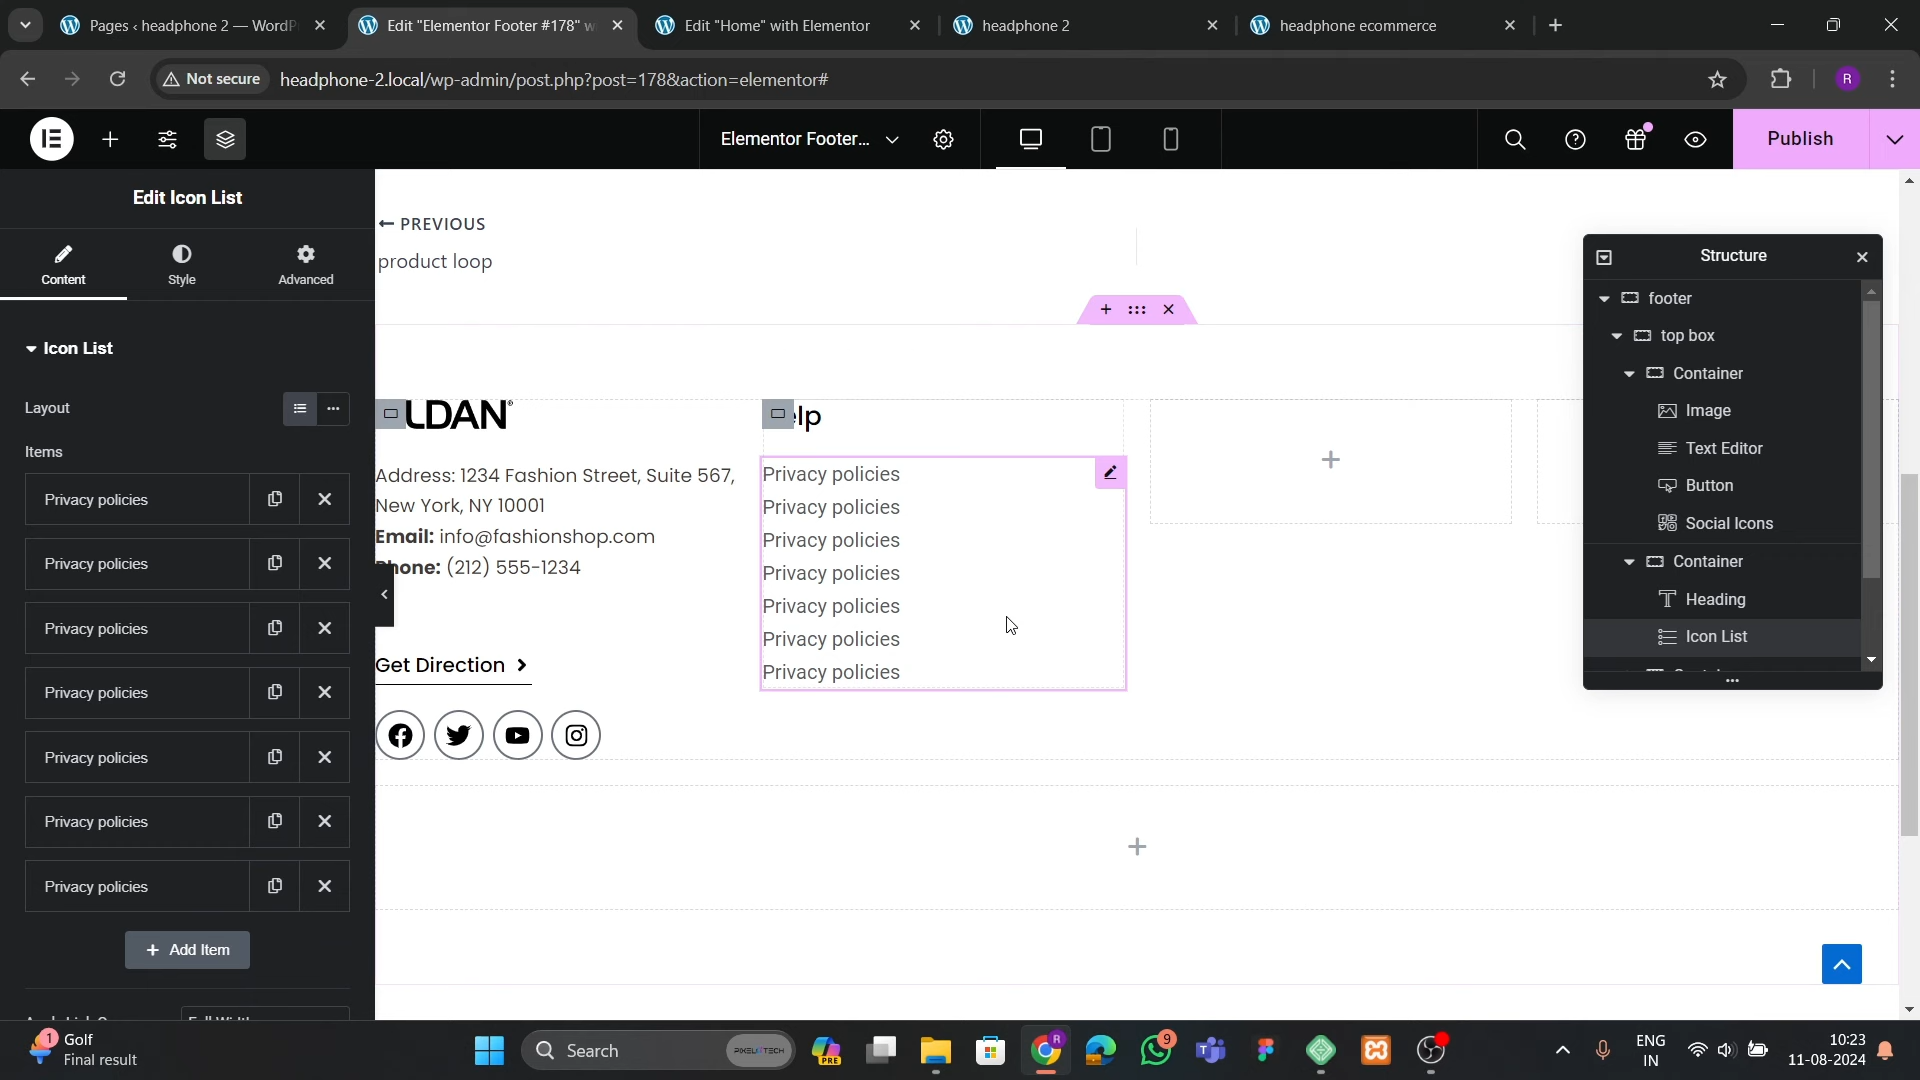 Pages ‹ headphone 2 — WordP
Edit "Elementor Footer #178" w
Edit "Home" with Elementor
headphone 2
headphone ecommerce
Not secure
headphone-2.local/wp-admin/post.php?post=178&action=elementor#
R
Elementor Footer...
Publish
Edit Icon List
Content
Style
Advanced
Icon List
Layout
Items
Privacy policies
Privacy policies
Privacy policies
Privacy policies
Privacy policies
Privacy policies
Privacy policies
+ Add Item
← PREVIOUS
product loop
LDAN®
Address: 1234 Fashion Street, Suite 567,
New York, NY 10001
Email: info@fashionshop.com
Phone: (212) 555-1234
Get Direction
elp
Privacy policies
Privacy policies
Privacy policies
Privacy policies
Privacy policies
Privacy policies
Privacy policies
Structure
footer
top box
Container
Image
Text Editor
Button
Social Icons
Container
Heading
Icon List
1
Golf
Final result
Search
PIXEL@TECH
PRE
R
9
ENG
IN
10:23
11-08-2024